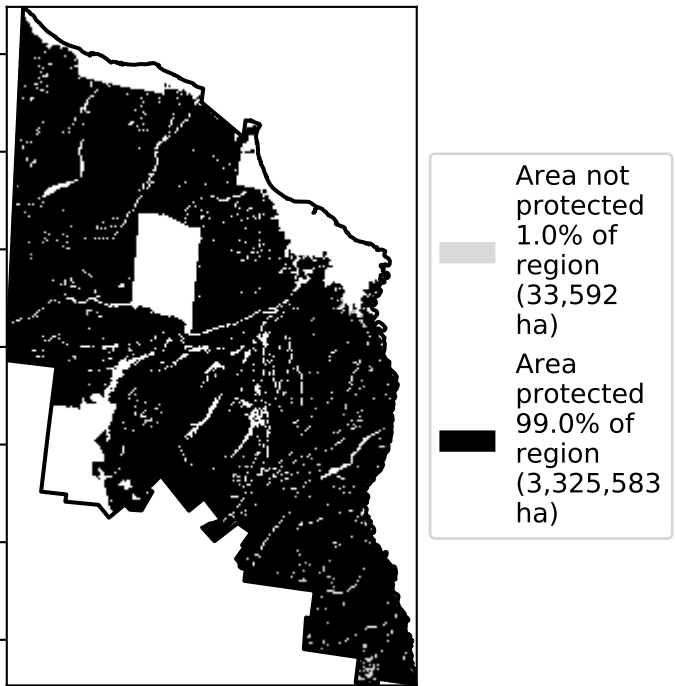 Area not
protected
1.0% of
region
(33,592
ha)
Area
protected
99.0% of
region
(3,325,583
ha)